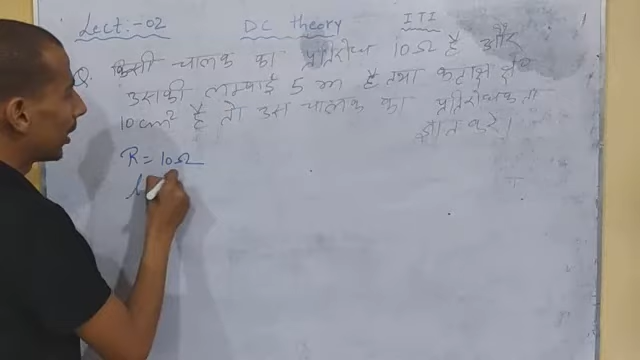 Lect:-02 DC theory ITI
Q. किसी चालक का प्रतिरोध 10Ω है और
उसकी लम्बाई 5 m है तथा क्षेत्र
10 cm² है तो उस चालक का प्रतिरोधकता
ज्ञात करे।
R = 10Ω